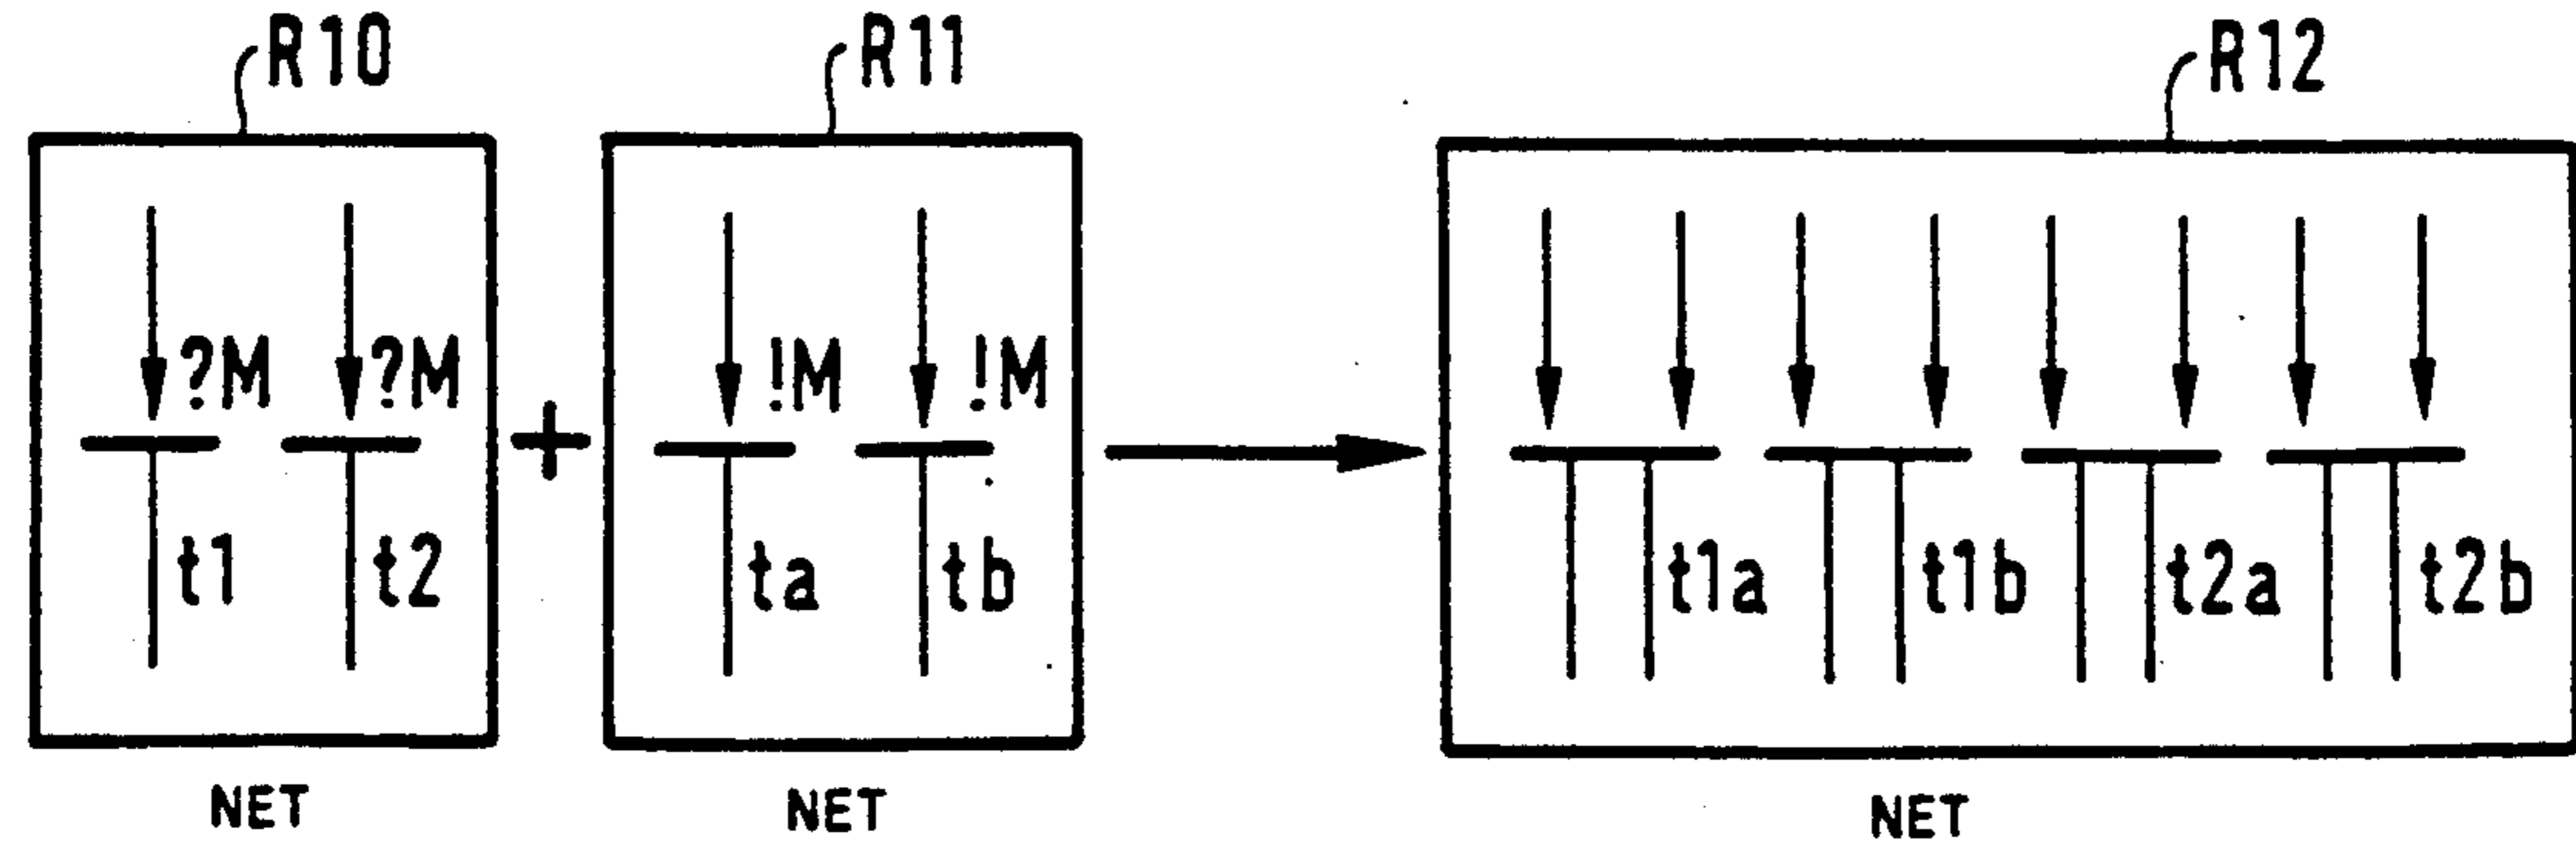 R10 R11 R12
?M ?M !M !M
+
t1 t2 ta tb t1a t1b t2a t2b
NET NET NET